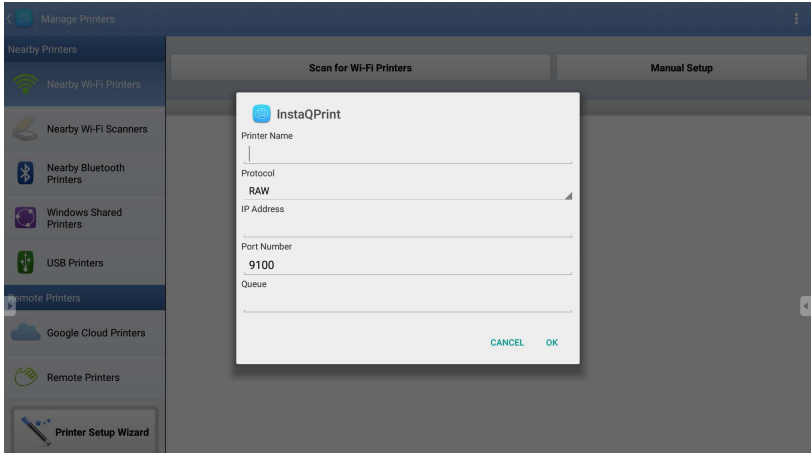 Manage Printers
Nearby Printers
Nearby Wi-Fi Printers
Nearby Wi-Fi Scanners
Nearby Bluetooth
Printers
Windows Shared
Printers
USB Printers
Remote Printers
Google Cloud Printers
Remote Printers
Printer Setup Wizard
Scan for Wi-Fi Printers
Manual Setup
InstaQPrint
Printer Name
Protocol
RAW
IP Address
Port Number
9100
Queue
CANCEL OK